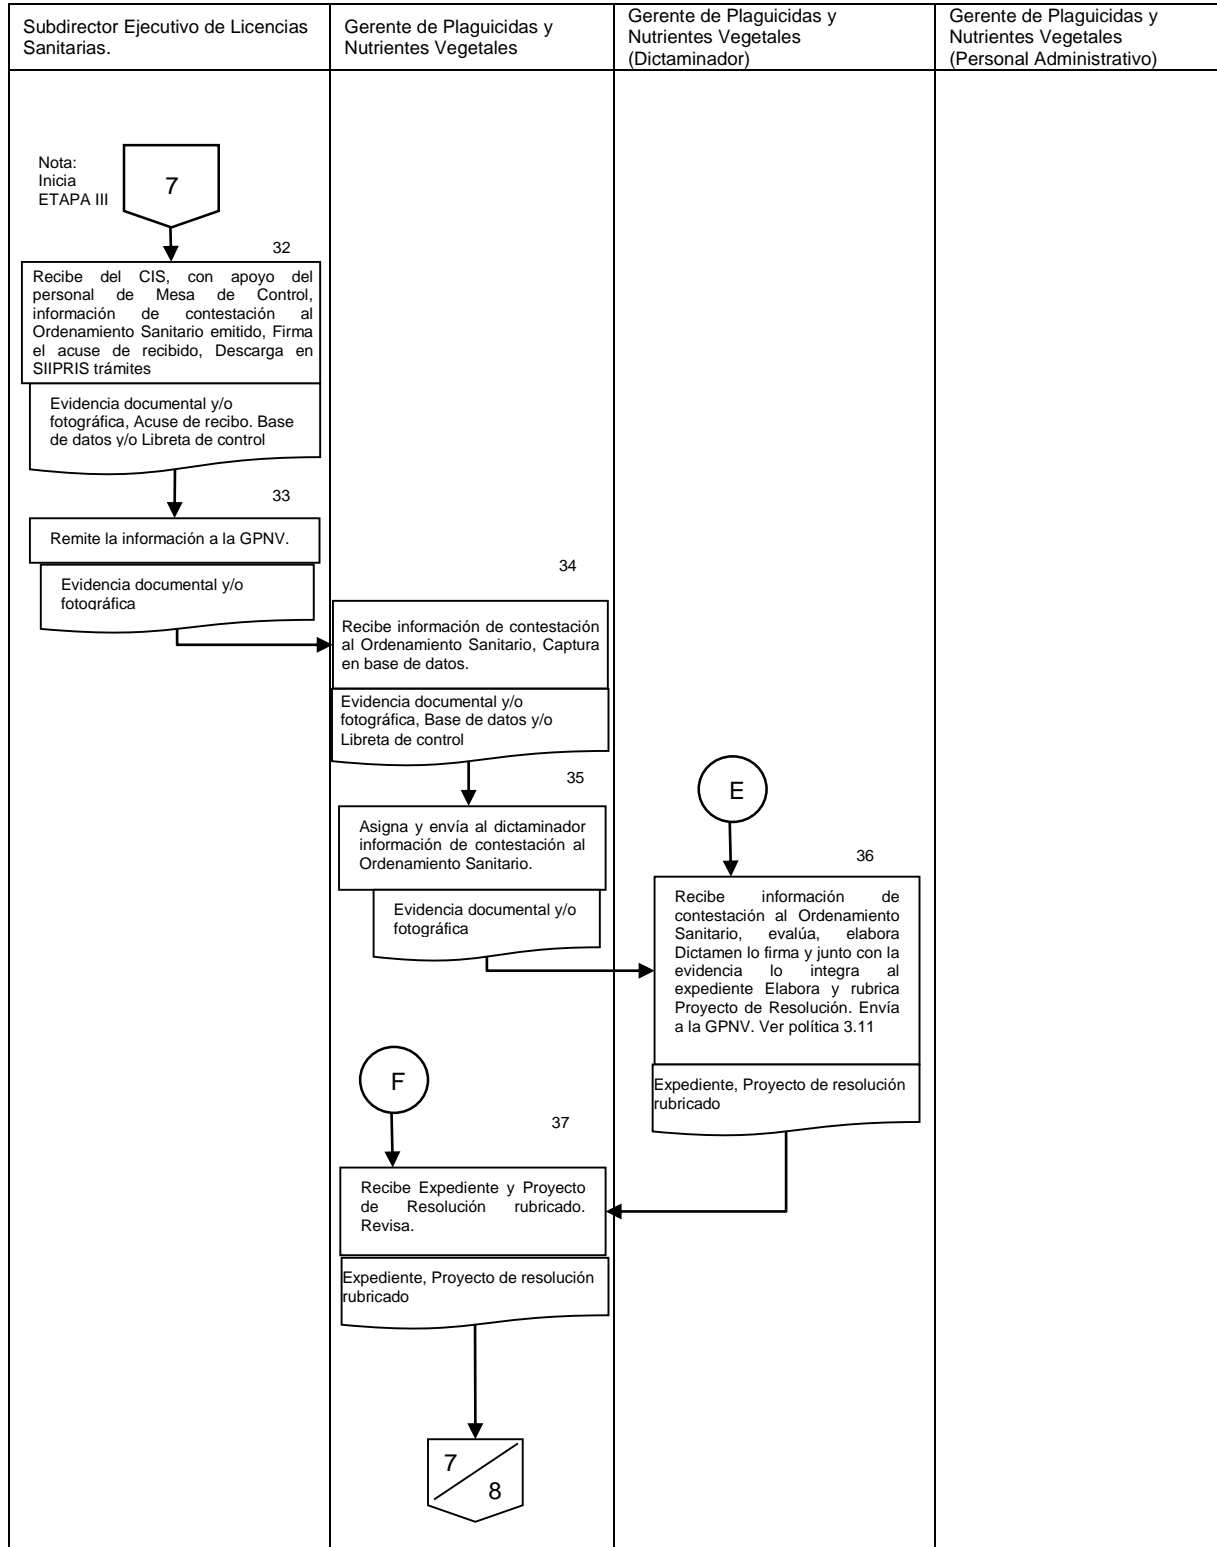 Subdirector Ejecutivo de Licencias
Sanitarias.
Gerente de Plaguicidas y
Nutrientes Vegetales
Gerente de Plaguicidas y
Nutrientes Vegetales
(Dictaminador)
Gerente de Plaguicidas y
Nutrientes Vegetales
(Personal Administrativo)
Nota:
Inicia
ETAPA III
7
32
Recibe del CIS, con apoyo del
personal de Mesa de Control,
información de contestación al
Ordenamiento Sanitario emitido, Firma
el acuse de recibido, Descarga en
SIIPRIS trámites
Evidencia documental y/o
fotográfica, Acuse de recibo. Base
de datos y/o Libreta de control
33
Remite la información a la GPNV.
Evidencia documental y/o
fotográfica
34
Recibe información de contestación
al Ordenamiento Sanitario, Captura
en base de datos.
Evidencia documental y/o
fotográfica, Base de datos y/o
Libreta de control
35
Asigna y envía al dictaminador
información de contestación al
Ordenamiento Sanitario.
Evidencia documental y/o
fotográfica
E
36
Recibe información de
contestación al Ordenamiento
Sanitario, evalúa, elabora
Dictamen lo firma y junto con la
evidencia lo integra al
expediente Elabora y rubrica
Proyecto de Resolución. Envía
a la GPNV. Ver política 3.11
Expediente, Proyecto de resolución
rubricado
F
37
Recibe Expediente y Proyecto
de Resolución rubricado.
Revisa.
Expediente, Proyecto de resolución
rubricado
7
8